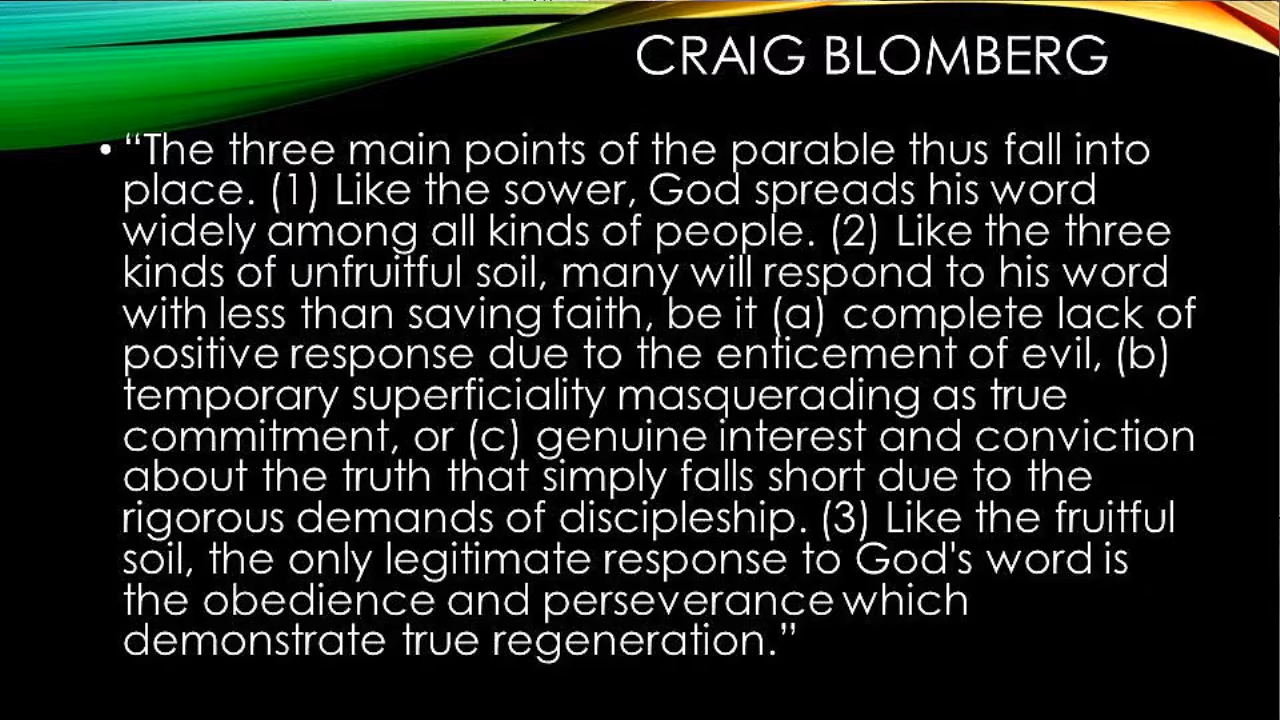 CRAIG BLOMBERG
• “The three main points of the parable thus fall into
place. (1) Like the sower, God spreads his word
widely among all kinds of people. (2) Like the three
kinds of unfruitful soil, many will respond to his word
with less than saving faith, be it (a) complete lack of
positive response due to the enticement of evil, (b)
temporary superficiality masquerading as true
commitment, or (c) genuine interest and conviction
about the truth that simply falls short due to the
rigorous demands of discipleship. (3) Like the fruitful
soil, the only legitimate response to God's word is
the obedience and perseverance which
demonstrate true regeneration.”